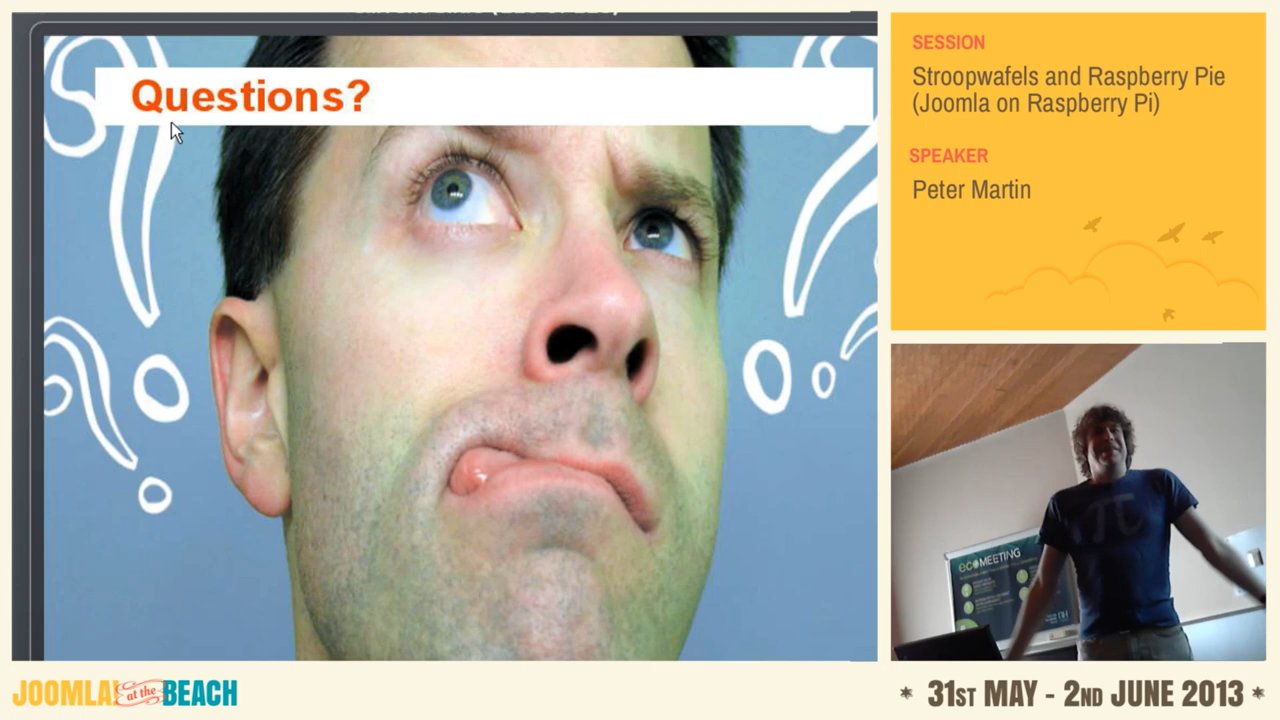 Questions?
SESSION
Stroopwafels and Raspberry Pie
(Joomla on Raspberry Pi)
SPEAKER
Peter Martin
π
ecoMEETING
JOOMLA! at the BEACH
* 31ST MAY - 2ND JUNE 2013 *